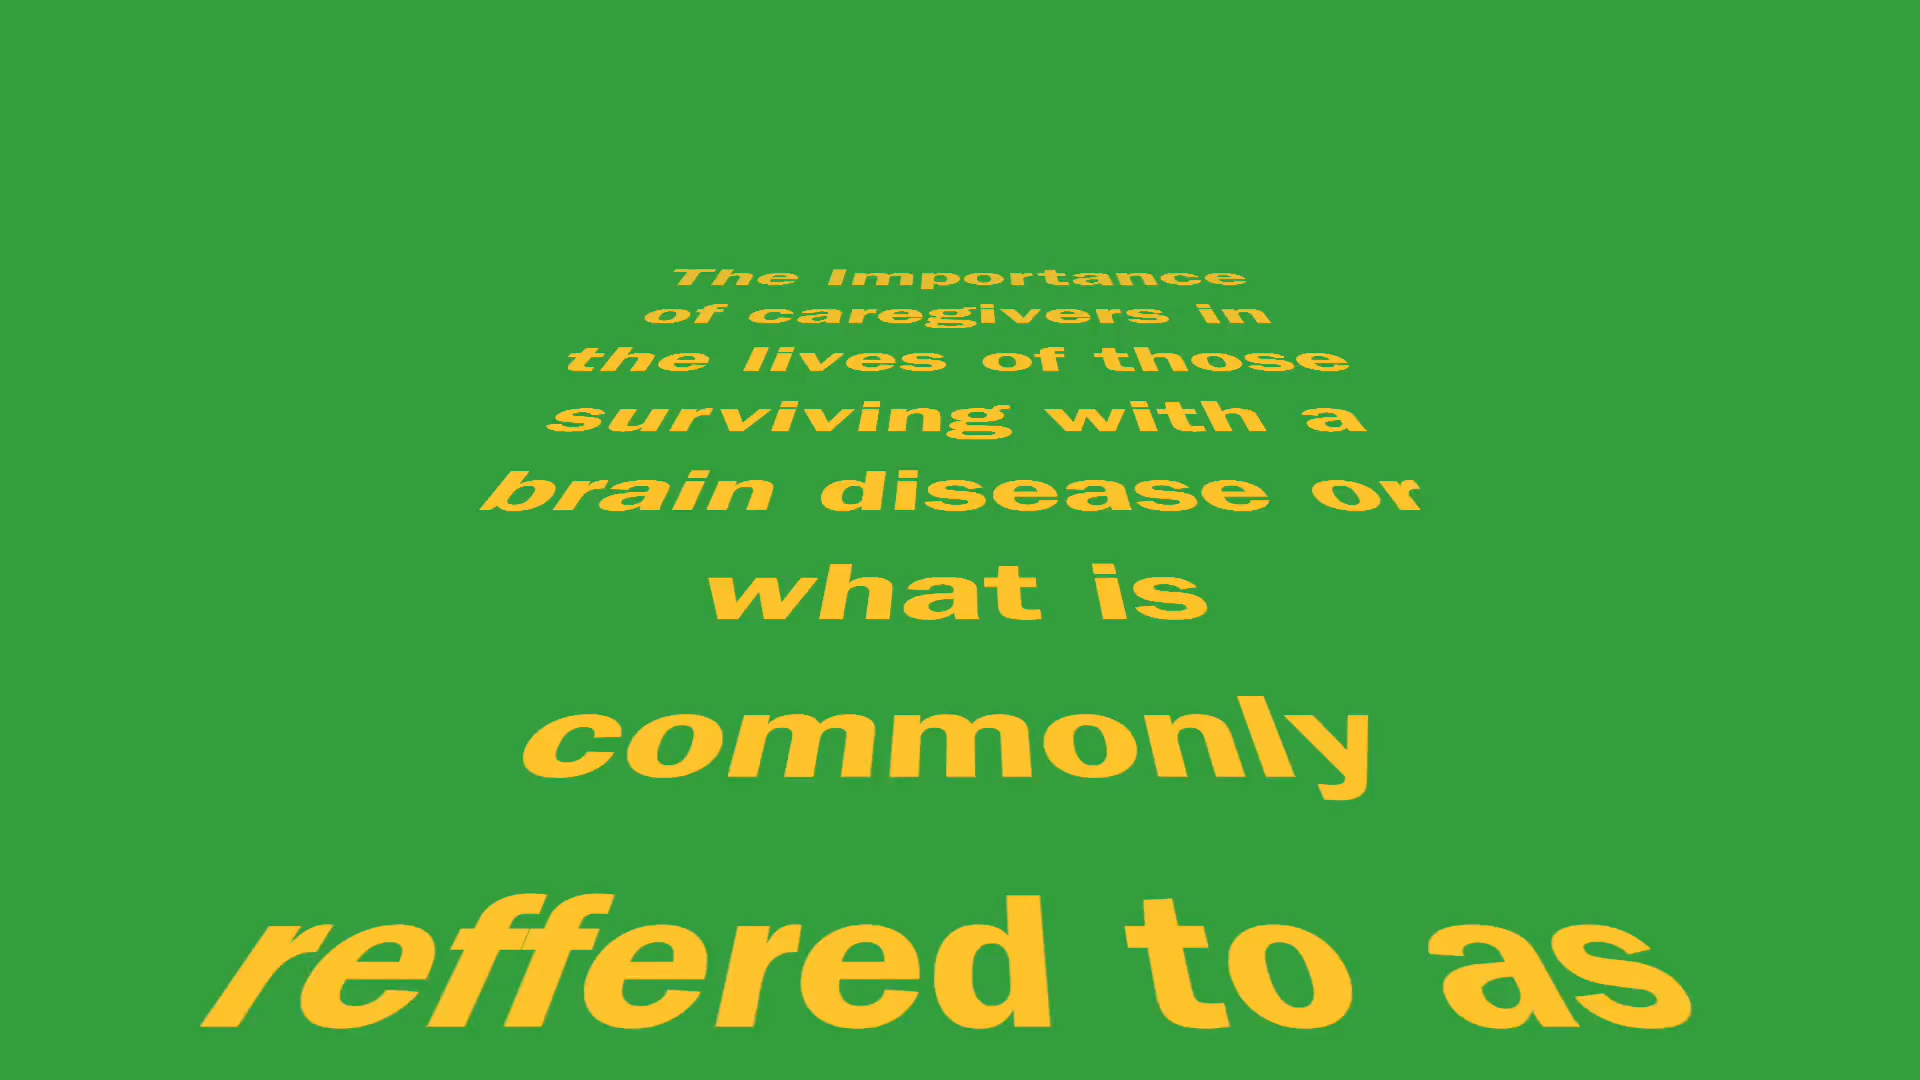 The Importance
of caregivers in
the lives of those
surviving with a
brain disease or
what is
commonly
reffered to as